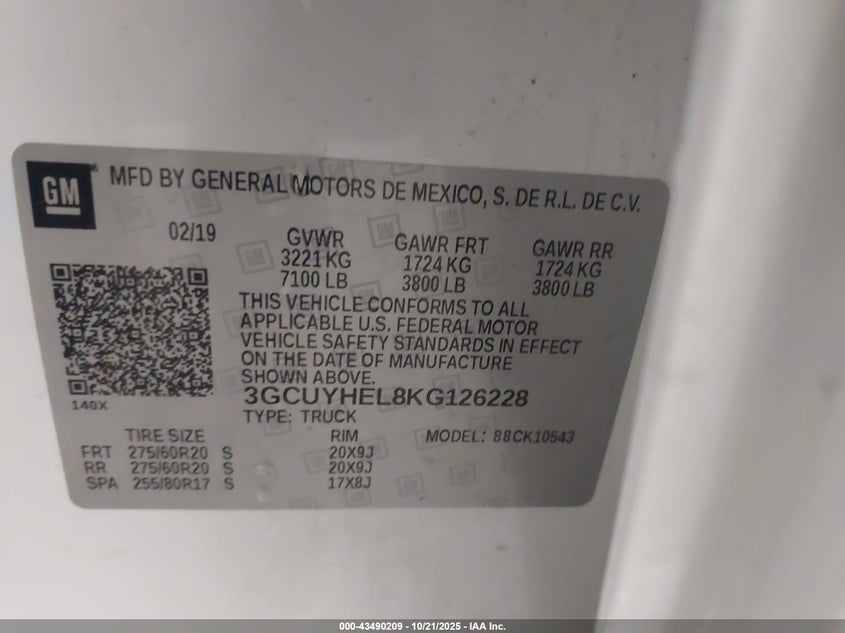 GM ® MFD BY GENERAL MOTORS DE MEXICO, S. DE R.L. DE C.V.
02/19 GVWR GAWR FRT GAWR RR
3221 KG 1724 KG 1724 KG
7100 LB 3800 LB 3800 LB
THIS VEHICLE CONFORMS TO ALL
APPLICABLE U.S. FEDERAL MOTOR
VEHICLE SAFETY STANDARDS IN EFFECT
ON THE DATE OF MANUFACTURE
SHOWN ABOVE.
3GCUYHEL8KG126228
140X
TYPE: TRUCK
TIRE SIZE RIM MODEL: 88CK10543
FRT 275/60R20 S 20X9J
RR 275/60R20 S 20X9J
SPA 255/80R17 S 17X8J
000-43490209 - 10/21/2025 - IAA Inc.